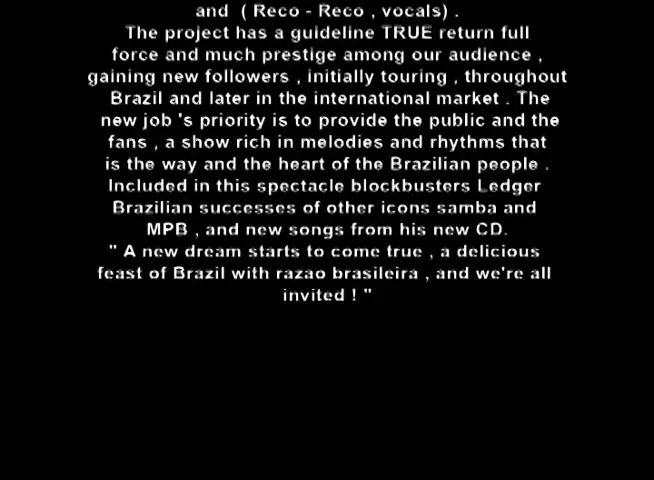 and ( Reco - Reco , vocals) .
The project has a guideline TRUE return full
force and much prestige among our audience ,
gaining new followers , initially touring , throughout
Brazil and later in the international market . The
new job 's priority is to provide the public and the
fans , a show rich in melodies and rhythms that
is the way and the heart of the Brazilian people .
Included in this spectacle blockbusters Ledger
Brazilian successes of other icons samba and
MPB , and new songs from his new CD.
" A new dream starts to come true , a delicious
feast of Brazil with razao brasileira , and we're all
invited ! "